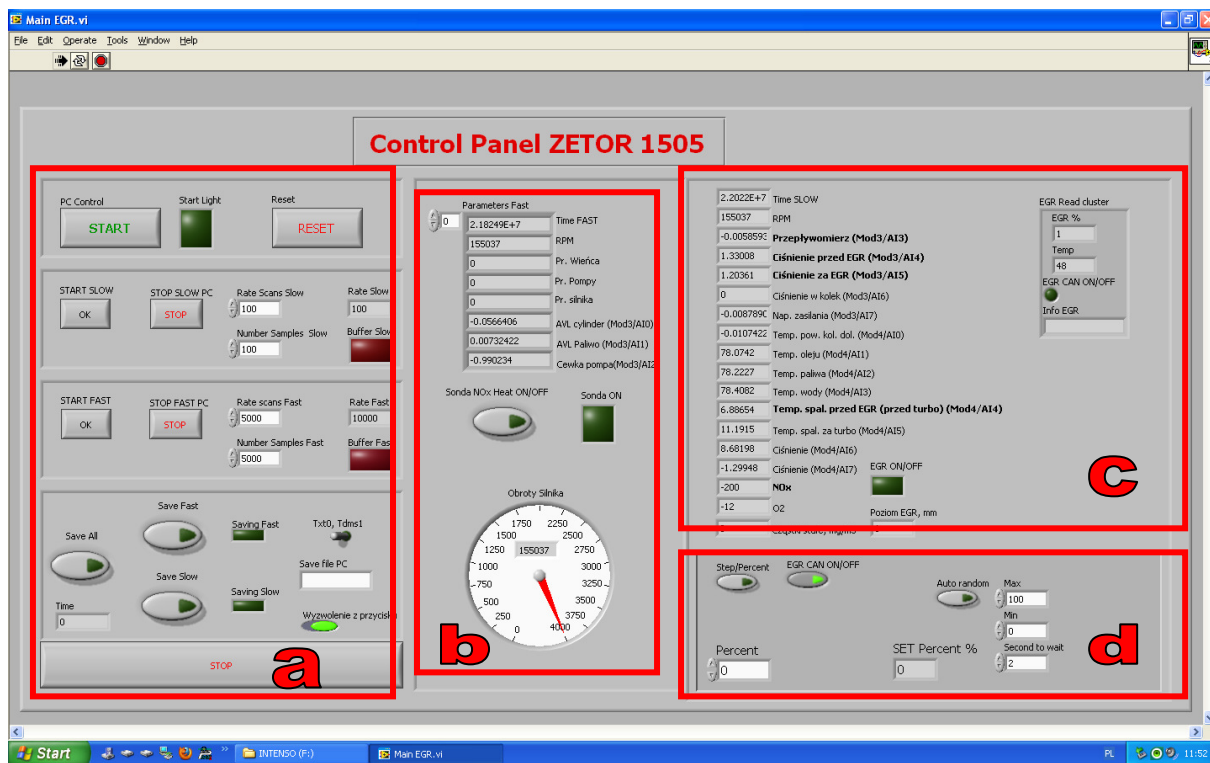 Main EGR.vi
File Edit Operate Tools Window Help
Control Panel ZETOR 1505
PC Control
Start Light
Reset
START
RESET
START SLOW
STOP SLOW PC
Rate Scans Slow
Rate Slow
OK
STOP
100
100
Number Samples Slow
Buffer Slow
100
START FAST
STOP FAST PC
Rate scans Fast
Rate Fast
OK
STOP
5000
10000
Number Samples Fast
Buffer Fas
5000
Save Fast
Save All
Saving Fast
Txt0, Tdms1
Save Slow
Save file PC
Saving Slow
Time
0
Wyzwolenie z przycisku
STOP
a
Parameters Fast
0
2.18249E+7 Time FAST
155037 RPM
0 Pr. Wieńca
0 Pr. Pompy
0 Pr. silnika
-0.0566406 AVL cylinder (Mod3/AI0)
0.00732422 AVL Paliwo (Mod3/AI1)
-0.990234 Cewka pompa(Mod3/AI2
Sonda NOx Heat ON/OFF
Sonda ON
Obroty Silnika
0 250 500 750 1000 1250 1500 1750 2250 2500 2750 3000 3250 3500 3750 4000
155037
b
2.2022E+7 Time SLOW
155037 RPM
-0.0058593 Przepływomierz (Mod3/AI3)
1.33008 Ciśnienie przed EGR (Mod3/AI4)
1.20361 Ciśnienie za EGR (Mod3/AI5)
0 Ciśnienie w kolek (Mod3/AI6)
-0.0087890 Nap. zasilania (Mod3/AI7)
-0.0107422 Temp. pow. kol. dol. (Mod4/AI0)
78.0742 Temp. oleju (Mod4/AI1)
78.2227 Temp. paliwa (Mod4/AI2)
78.4082 Temp. wody (Mod4/AI3)
6.88654 Temp. spal. przed EGR (przed turbo) (Mod4/AI4)
11.1915 Temp. spal. za turbo (Mod4/AI5)
8.68198 Ciśnienie (Mod4/AI6)
-1.29948 Ciśnienie (Mod4/AI7)
-200 NOx
-12 O2
EGR ON/OFF
Poziom EGR, mm
EGR Read cluster
EGR %
1
Temp
48
EGR CAN ON/OFF
Info EGR
c
Step/Percent
EGR CAN ON/OFF
Auto random
Max
100
Min
0
Percent
0
SET Percent %
0
Second to wait
2
d
Start
INTENSO (F:)
Main EGR.vi
PL
11:52